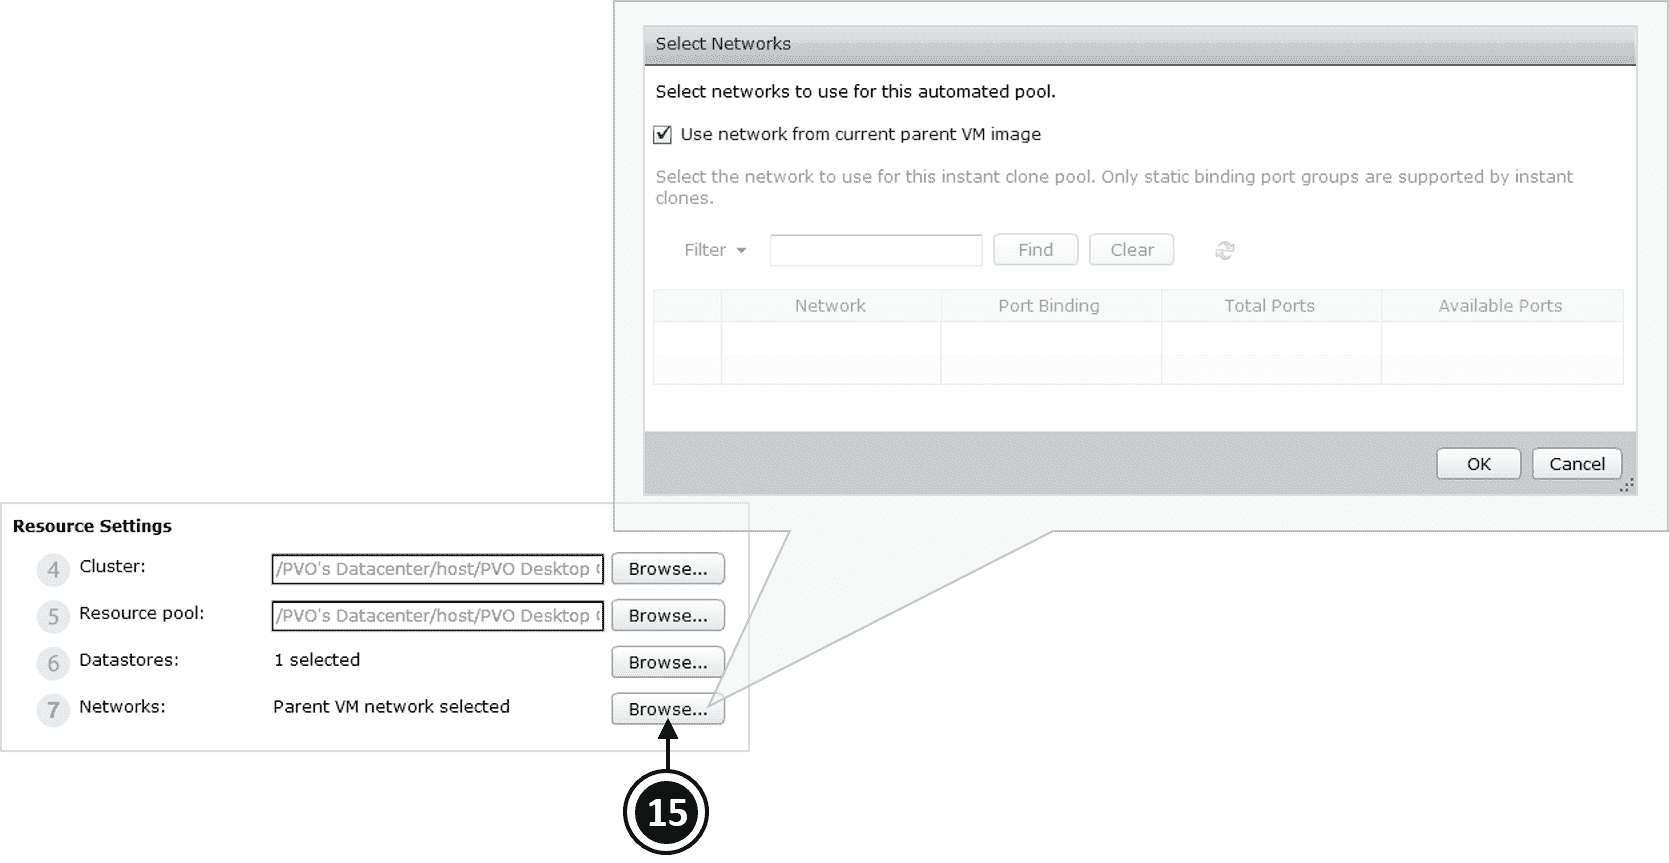 Select Networks
Select networks to use for this automated pool.
Use network from current parent VM image
Select the network to use for this instant clone pool. Only static binding port groups are supported by instant
clones.
Filter Find Clear
Network Port Binding Total Ports Available Ports
OK Cancel
Resource Settings
4 Cluster: /PVO's Datacenter/host/PVO Desktop Browse...
5 Resource pool: /PVO's Datacenter/host/PVO Desktop Browse...
6 Datastores: 1 selected Browse...
7 Networks: Parent VM network selected Browse...
15